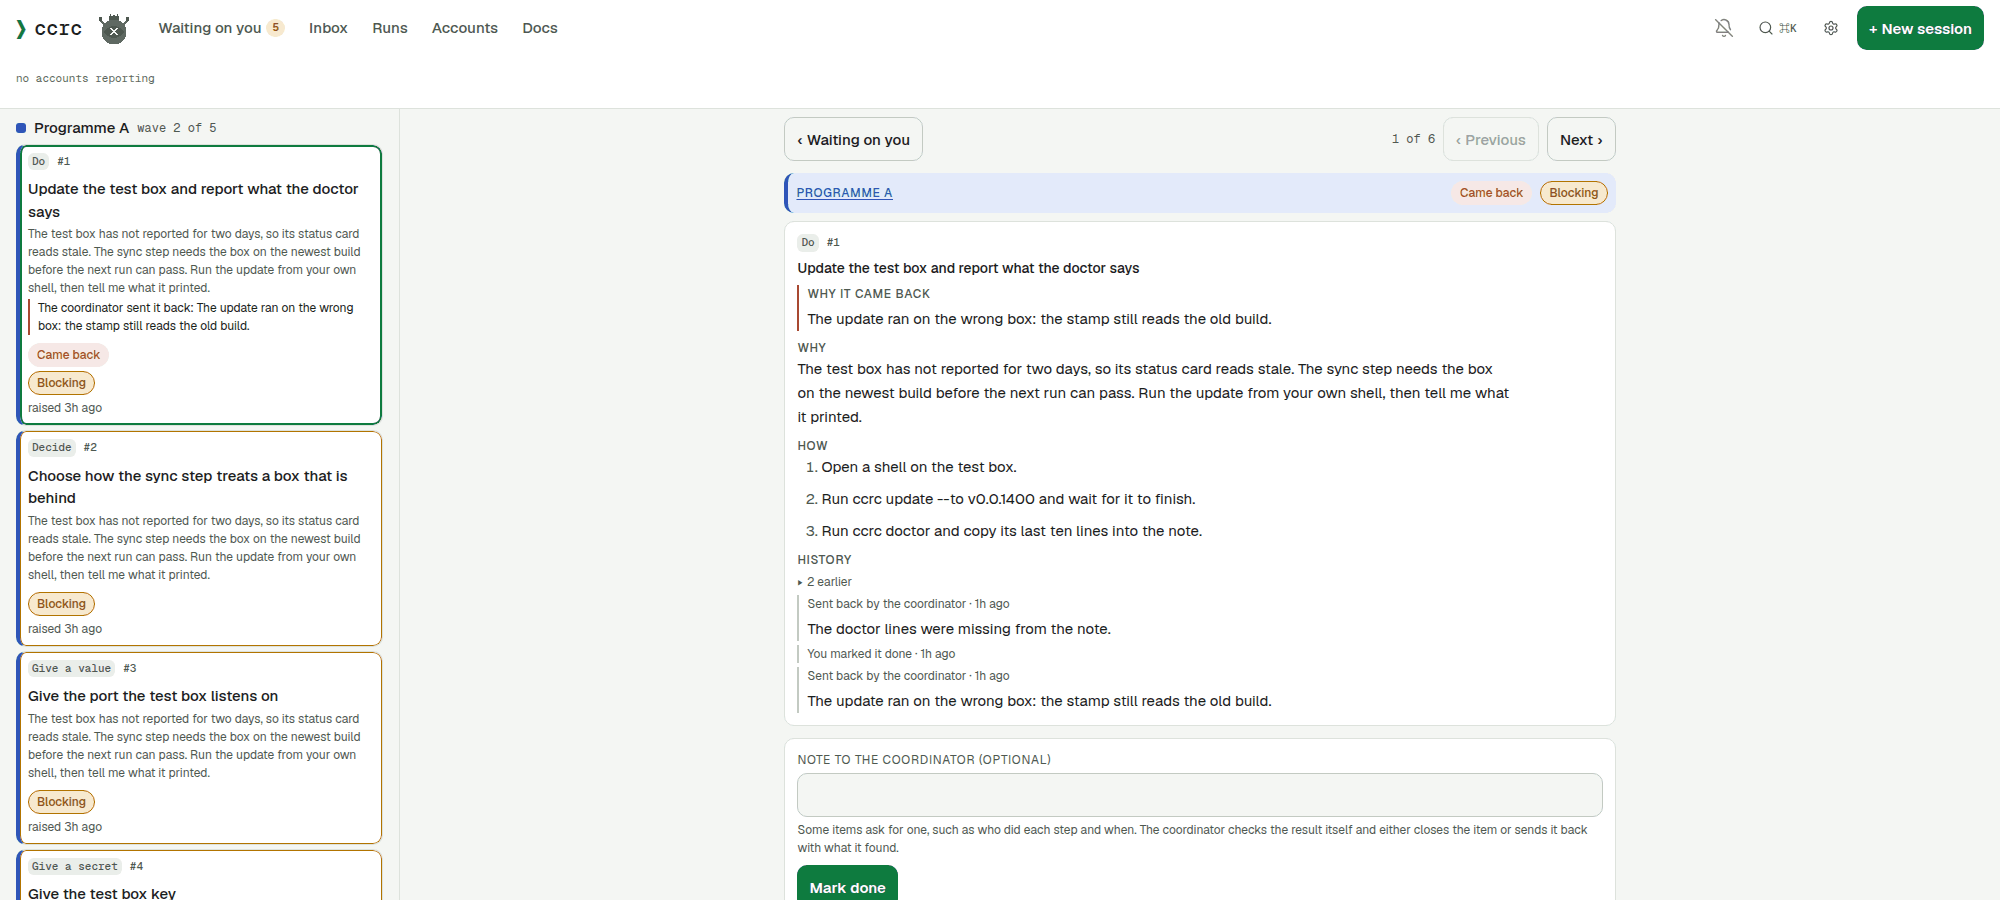 ccrc
Waiting on you 5
Inbox
Runs
Accounts
Docs
⌘K
+ New session
no accounts reporting
Programme A wave 2 of 5
Do #1
Update the test box and report what the doctor
says
The test box has not reported for two days, so its status card
reads stale. The sync step needs the box on the newest build
before the next run can pass. Run the update from your own
shell, then tell me what it printed.
The coordinator sent it back: The update ran on the wrong
box: the stamp still reads the old build.
Came back
Blocking
raised 3h ago
Decide #2
Choose how the sync step treats a box that is
behind
The test box has not reported for two days, so its status card
reads stale. The sync step needs the box on the newest build
before the next run can pass. Run the update from your own
shell, then tell me what it printed.
Blocking
raised 3h ago
Give a value #3
Give the port the test box listens on
The test box has not reported for two days, so its status card
reads stale. The sync step needs the box on the newest build
before the next run can pass. Run the update from your own
shell, then tell me what it printed.
Blocking
raised 3h ago
Give a secret #4
Give the test box key
‹ Waiting on you
1 of 6
‹ Previous
Next ›
PROGRAMME A
Came back
Blocking
Do #1
Update the test box and report what the doctor says
WHY IT CAME BACK
The update ran on the wrong box: the stamp still reads the old build.
WHY
The test box has not reported for two days, so its status card reads stale. The sync step needs the box
on the newest build before the next run can pass. Run the update from your own shell, then tell me what
it printed.
HOW
1. Open a shell on the test box.
2. Run ccrc update --to v0.0.1400 and wait for it to finish.
3. Run ccrc doctor and copy its last ten lines into the note.
HISTORY
▸ 2 earlier
Sent back by the coordinator · 1h ago
The doctor lines were missing from the note.
You marked it done · 1h ago
Sent back by the coordinator · 1h ago
The update ran on the wrong box: the stamp still reads the old build.
NOTE TO THE COORDINATOR (OPTIONAL)
Some items ask for one, such as who did each step and when. The coordinator checks the result itself and either closes the item or sends it back
with what it found.
Mark done